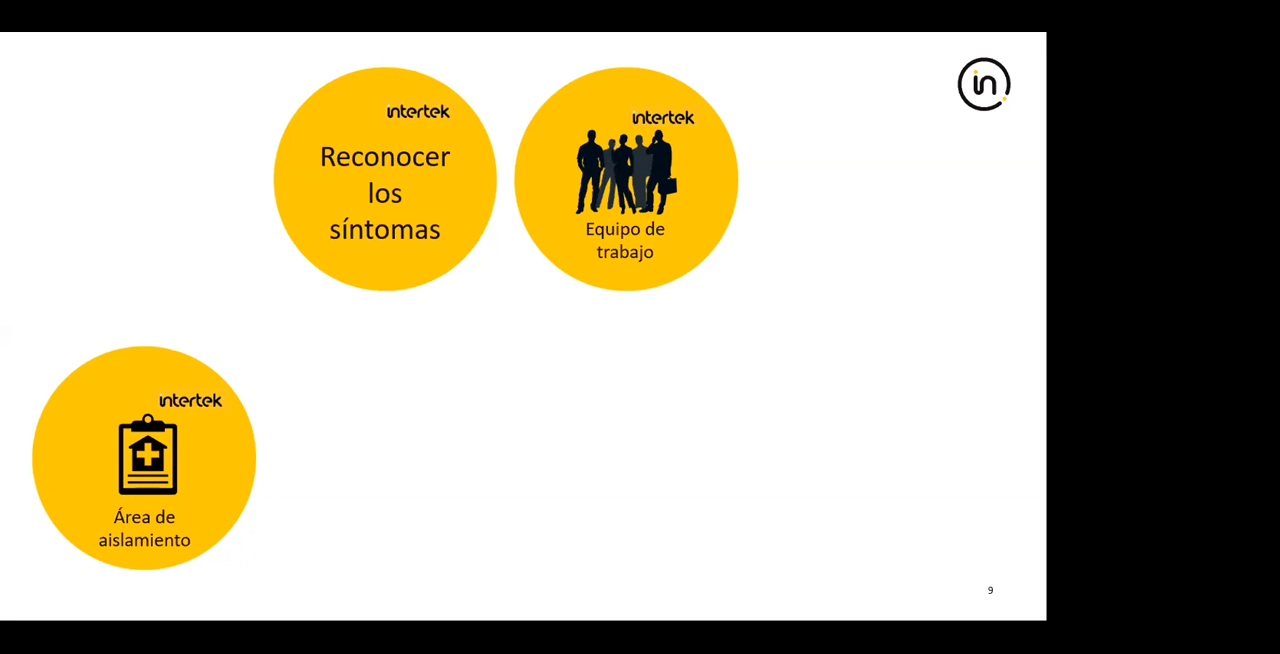 in
intertek
Reconocer
los
síntomas
intertek
Equipo de
trabajo
intertek
Área de
aislamiento
9